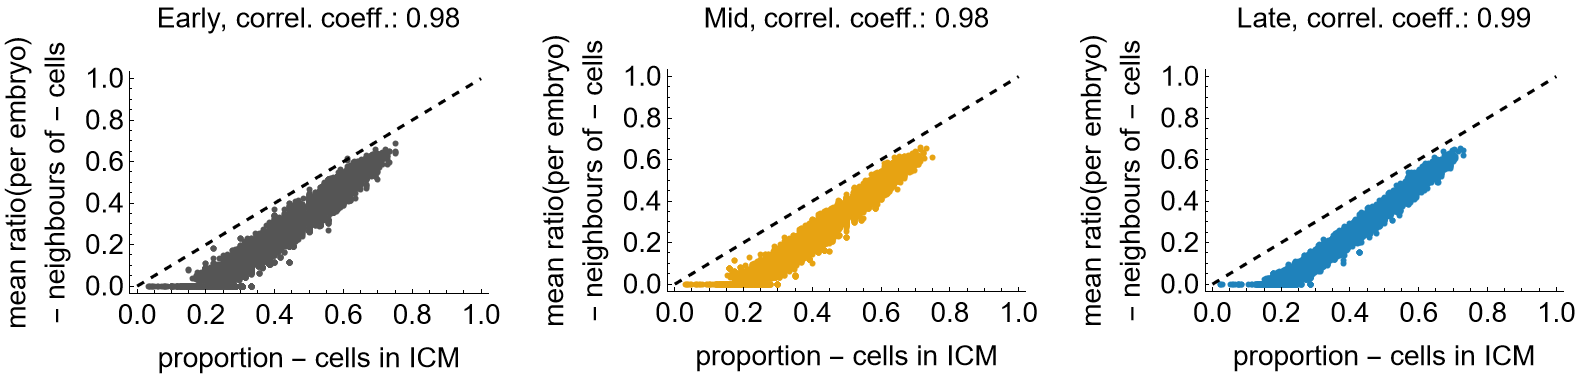 Early, correl. coeff.: 0.98
mean ratio(per embryo)
– neighbours of – cells
1.0
0.8
0.6
0.4
0.2
0.0
0.0 0.2 0.4 0.6 0.8 1.0
proportion – cells in ICM
Mid, correl. coeff.: 0.98
mean ratio(per embryo)
– neighbours of – cells
1.0
0.8
0.6
0.4
0.2
0.0
0.0 0.2 0.4 0.6 0.8 1.0
proportion – cells in ICM
Late, correl. coeff.: 0.99
mean ratio(per embryo)
– neighbours of – cells
1.0
0.8
0.6
0.4
0.2
0.0
0.0 0.2 0.4 0.6 0.8 1.0
proportion – cells in ICM